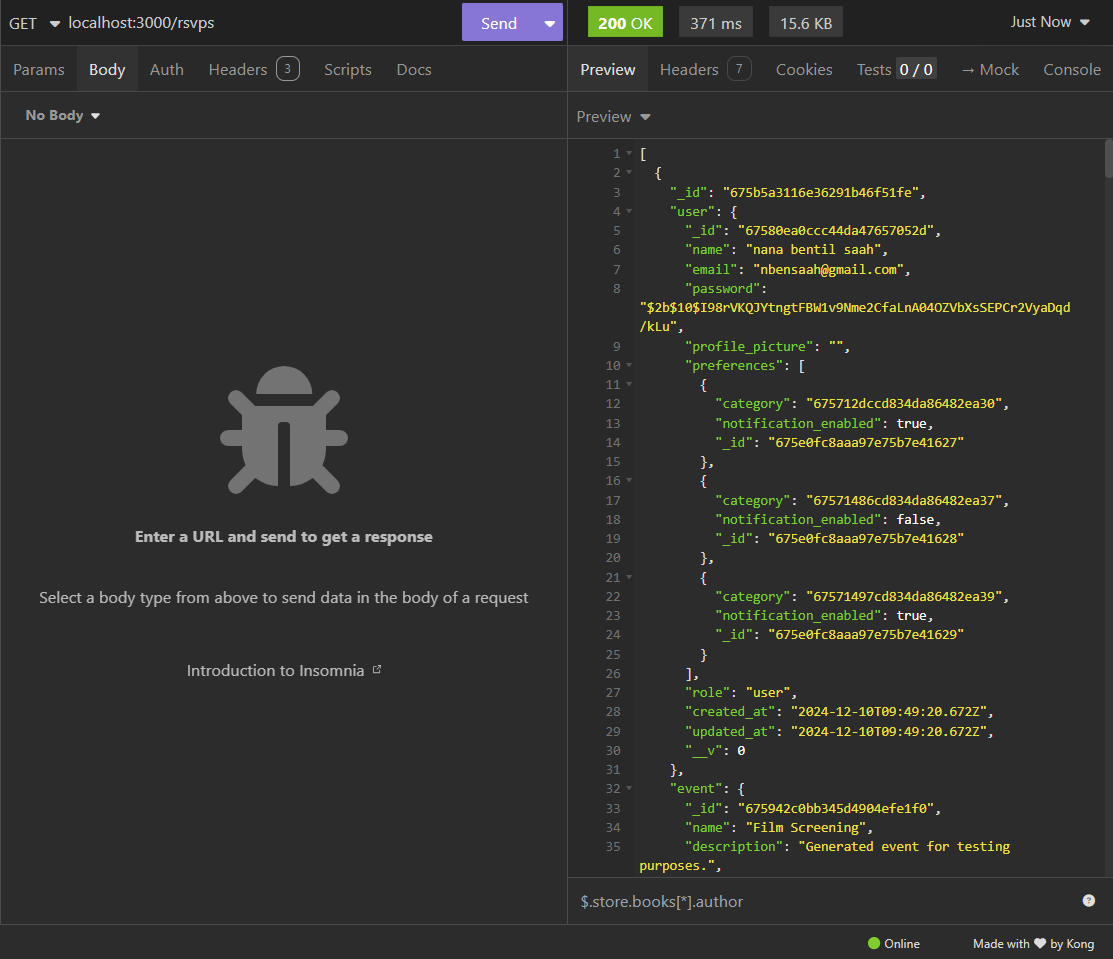 GET localhost:3000/rsvps Send 200 OK 371 ms 15.6 KB Just Now
Params Body Auth Headers 3 Scripts Docs
Preview Headers 7 Cookies Tests 0 / 0 → Mock Console
No Body
Preview
Enter a URL and send to get a response
Select a body type from above to send data in the body of a request
Introduction to Insomnia
1 [
2 {
3 "_id": "675b5a3116e36291b46f51fe",
4 "user": {
5 "_id": "67580ea0ccc44da47657052d",
6 "name": "nana bentil saah",
7 "email": "nbensaah@gmail.com",
8 "password":
"$2b$10$I98rVKQJYtngtFBW1v9Nme2CfaLnA04OZVbXsSEPCr2VyaDqd
/kLu",
9 "profile_picture": "",
10 "preferences": [
11 {
12 "category": "675712dccd834da86482ea30",
13 "notification_enabled": true,
14 "_id": "675e0fc8aaa97e75b7e41627"
15 },
16 {
17 "category": "67571486cd834da86482ea37",
18 "notification_enabled": false,
19 "_id": "675e0fc8aaa97e75b7e41628"
20 },
21 {
22 "category": "67571497cd834da86482ea39",
23 "notification_enabled": true,
24 "_id": "675e0fc8aaa97e75b7e41629"
25 }
26 ],
27 "role": "user",
28 "created_at": "2024-12-10T09:49:20.672Z",
29 "updated_at": "2024-12-10T09:49:20.672Z",
30 "__v": 0
31 },
32 "event": {
33 "_id": "675942c0bb345d4904efe1f0",
34 "name": "Film Screening",
35 "description": "Generated event for testing
purposes.",
$.store.books[*].author ?
Online Made with by Kong